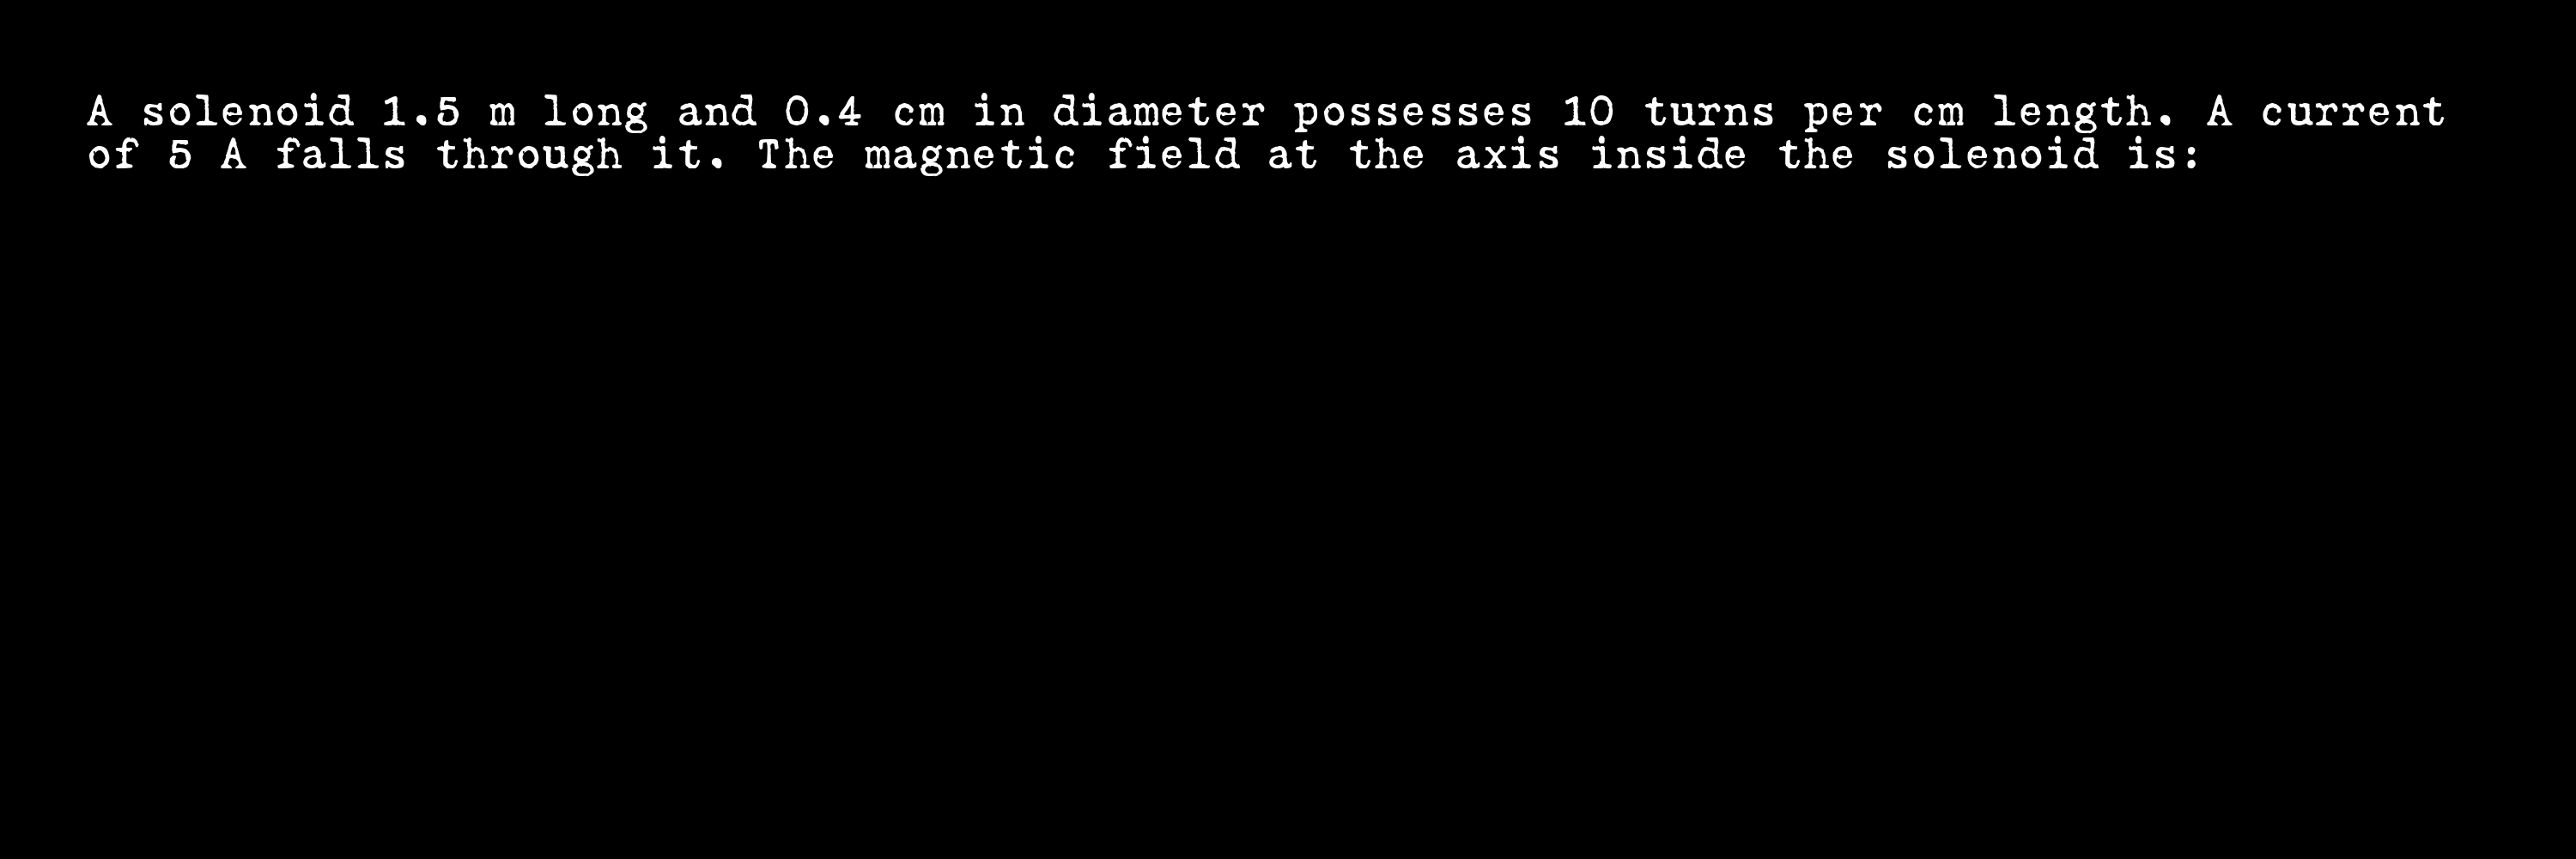 A solenoid 1.5 m long and 0.4 cm in diameter possesses 10 turns per cm length. A current
of 5 A falls through it. The magnetic field at the axis inside the solenoid is: